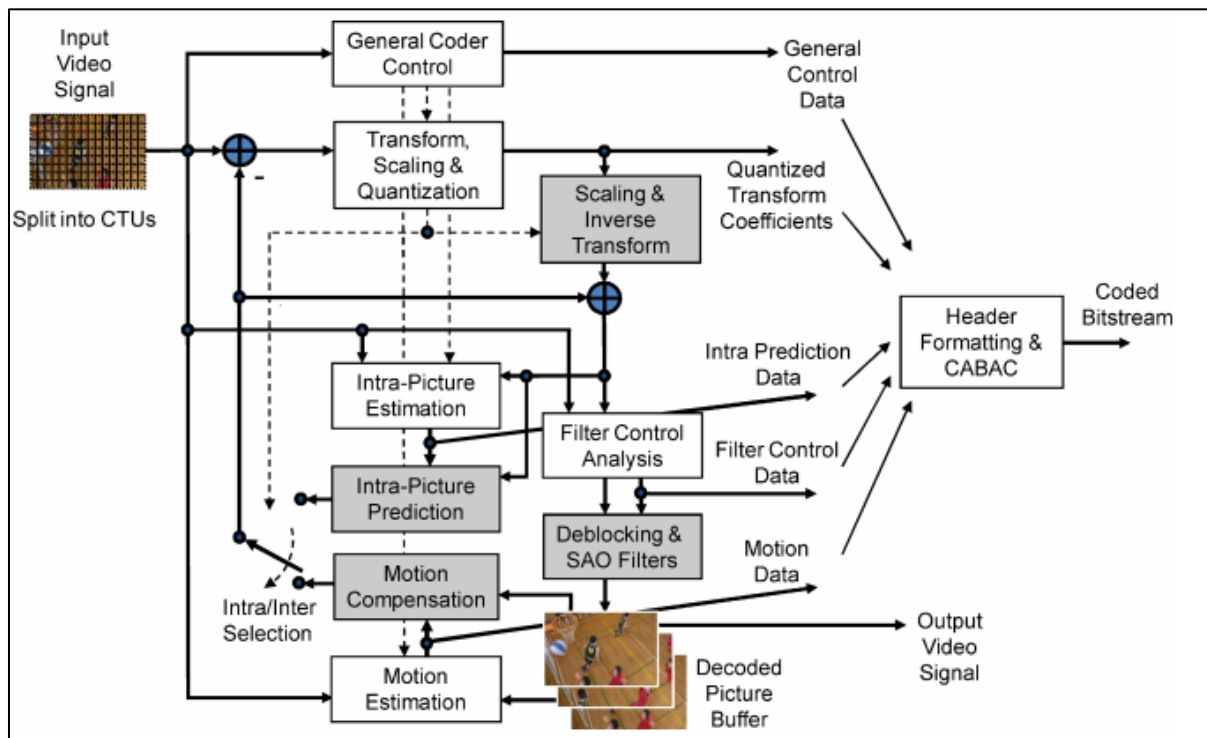 Input
Video
Signal
Split into CTUs
General Coder
Control
General
Control
Data
Transform,
Scaling &
Quantization
-
Quantized
Transform
Coefficients
Scaling &
Inverse
Transform
Header
Formatting &
CABAC
Coded
Bitstream
Intra-Picture
Estimation
Intra Prediction
Data
Filter Control
Analysis
Filter Control
Data
Intra-Picture
Prediction
Deblocking &
SAO Filters
Motion
Data
Motion
Compensation
Intra/Inter
Selection
Output
Video
Signal
Motion
Estimation
Decoded
Picture
Buffer